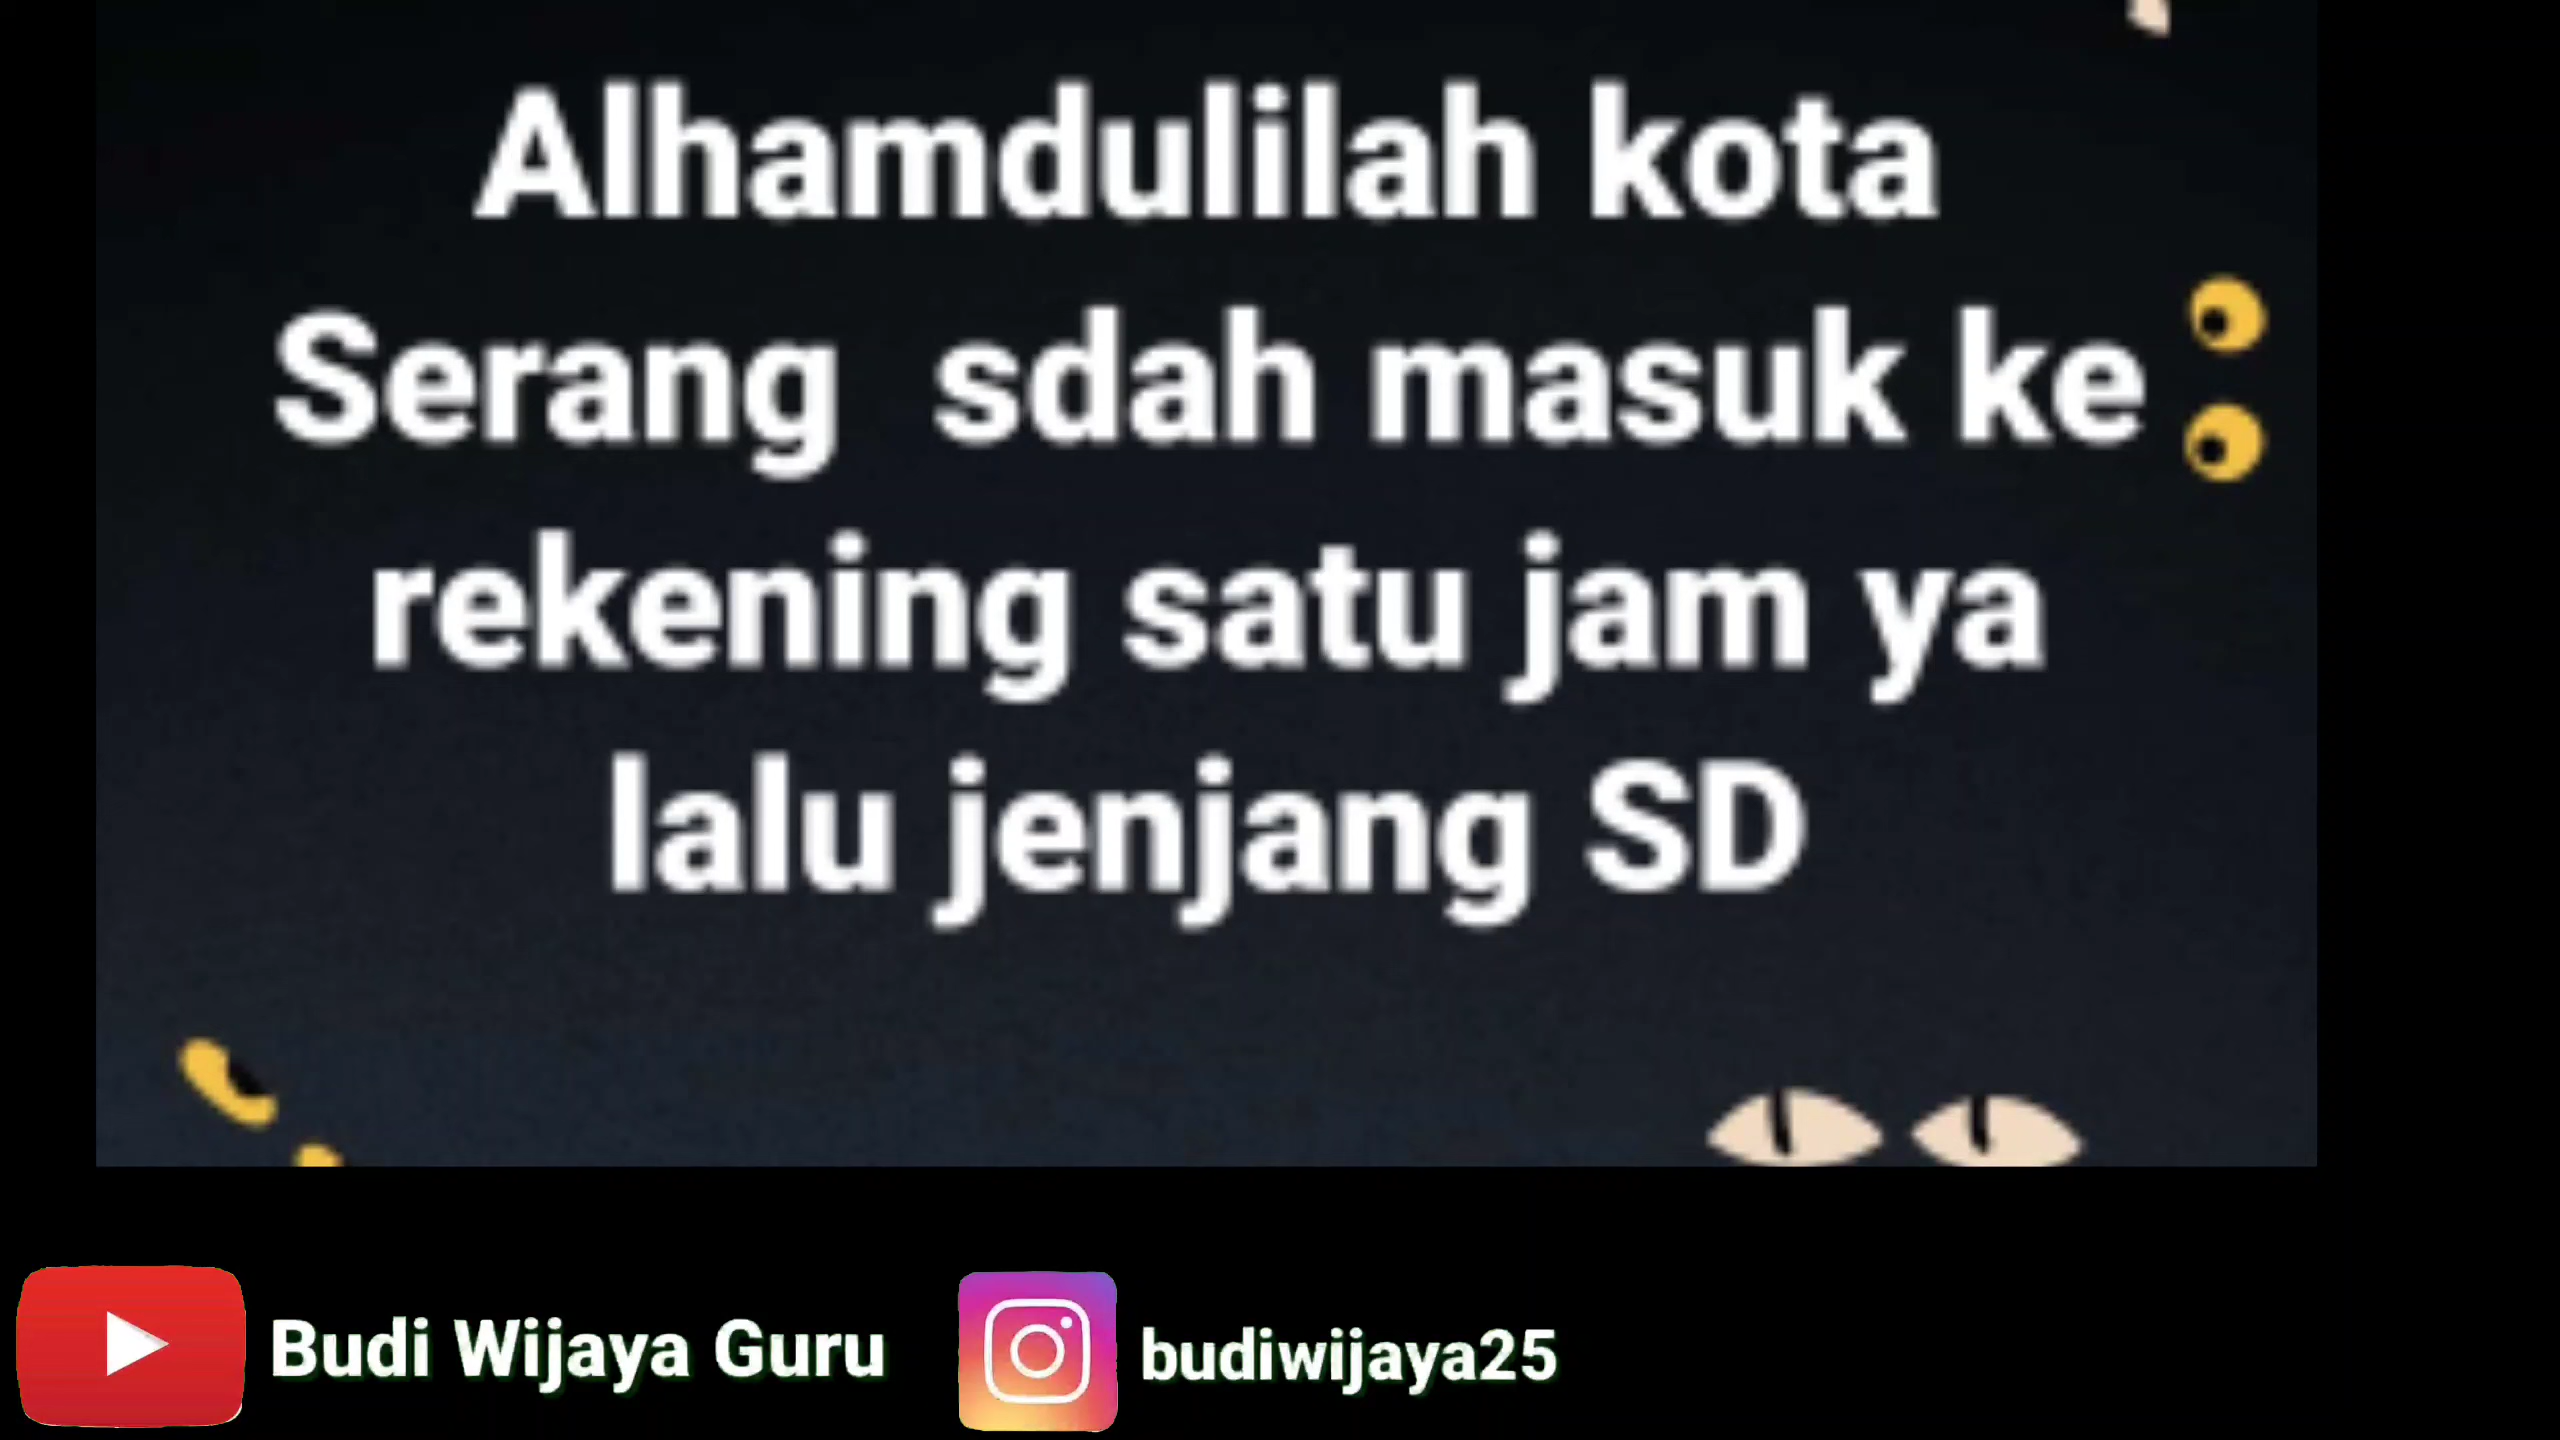 Alhamdulilah kota
Serang  sdah masuk ke
rekening satu jam ya
lalu jenjang SD
Budi Wijaya Guru
budiwijaya25